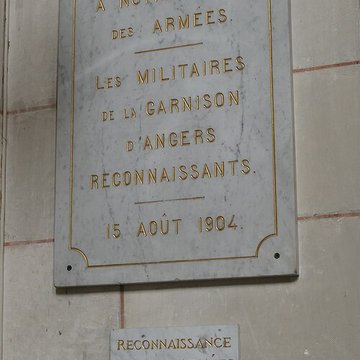 A
DES ARMÉES.
LES MILITAIRES
DE LA GARNISON
D'ANGERS
RECONNAISSANTS.
15 AOÛT 1904.
RECONNAISSANCE